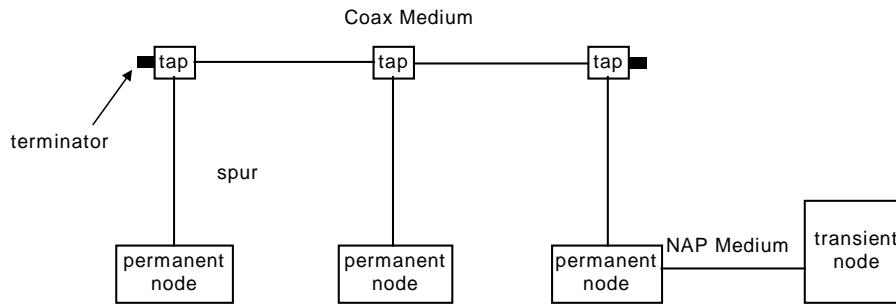 Coax Medium
tap
tap
tap
terminator
spur
permanent
node
permanent
node
permanent
node
NAP Medium
transient
node